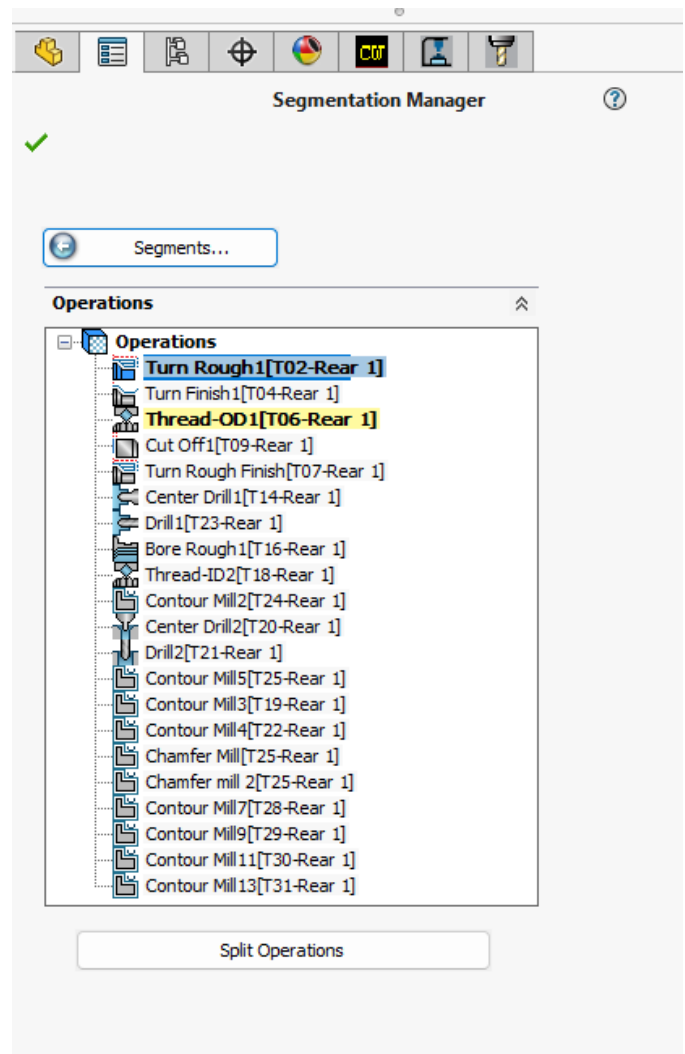 CW
Segmentation Manager
?
Segments...
Operations
Operations
Turn Rough1[T02-Rear 1]
Turn Finish1[T04-Rear 1]
Thread-OD1[T06-Rear 1]
Cut Off1[T09-Rear 1]
Turn Rough Finish[T07-Rear 1]
Center Drill1[T14-Rear 1]
Drill1[T23-Rear 1]
Bore Rough1[T16-Rear 1]
Thread-ID2[T18-Rear 1]
Contour Mill2[T24-Rear 1]
Center Drill2[T20-Rear 1]
Drill2[T21-Rear 1]
Contour Mill5[T25-Rear 1]
Contour Mill3[T19-Rear 1]
Contour Mill4[T22-Rear 1]
Chamfer Mill[T25-Rear 1]
Chamfer mill 2[T25-Rear 1]
Contour Mill7[T28-Rear 1]
Contour Mill9[T29-Rear 1]
Contour Mill11[T30-Rear 1]
Contour Mill13[T31-Rear 1]
Split Operations